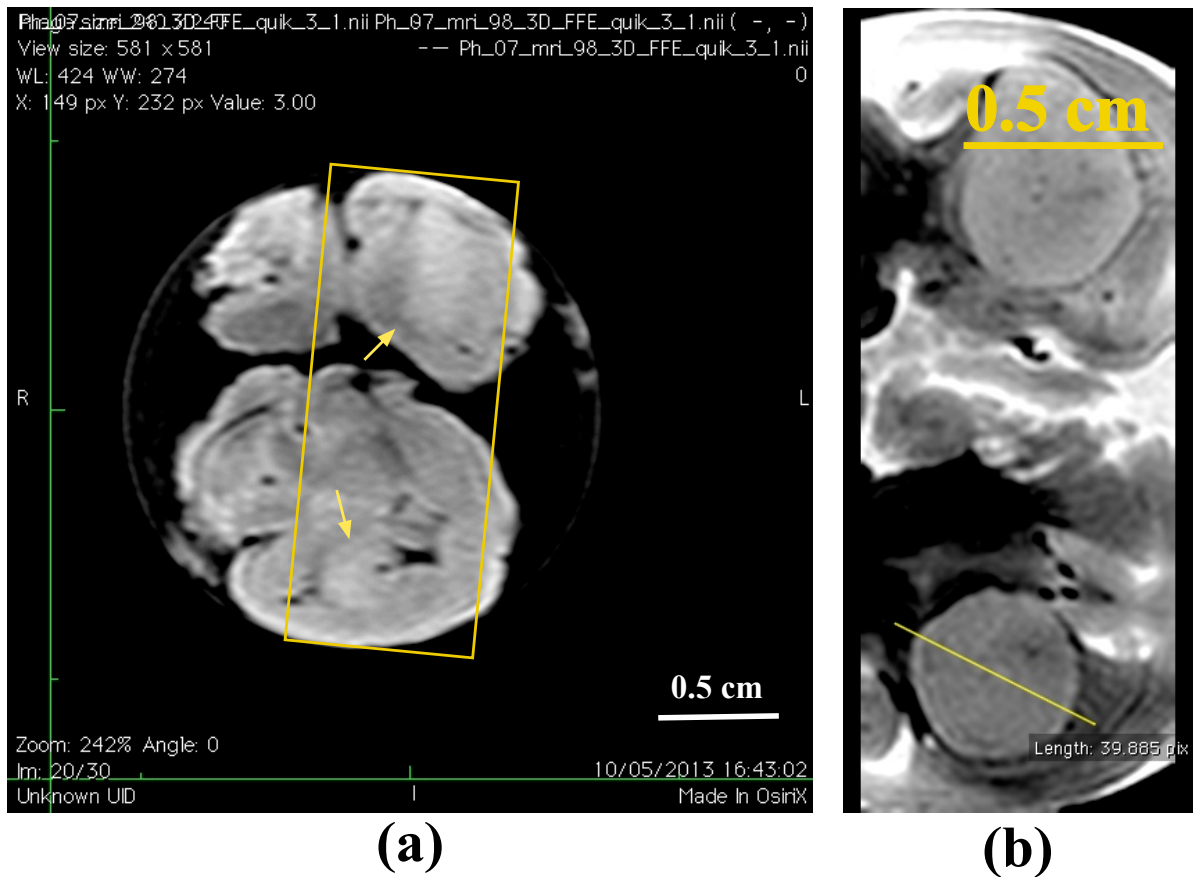 Ph_07_mri_98_3D_FFE_quik_3_1.nii ( -, -)
View size: 581 x 581
-- Ph_07_mri_98_3D_FFE_quik_3_1.nii
WL: 424 WW: 274
0
X: 149 px Y: 232 px Value: 3.00
R
L
0.5 cm
Zoom: 242% Angle: 0
Im: 20/30
10/05/2013 16:43:02
Unknown UID
I
Made In OsiriX
(a)
0.5 cm
Length: 39.885 pix
(b)